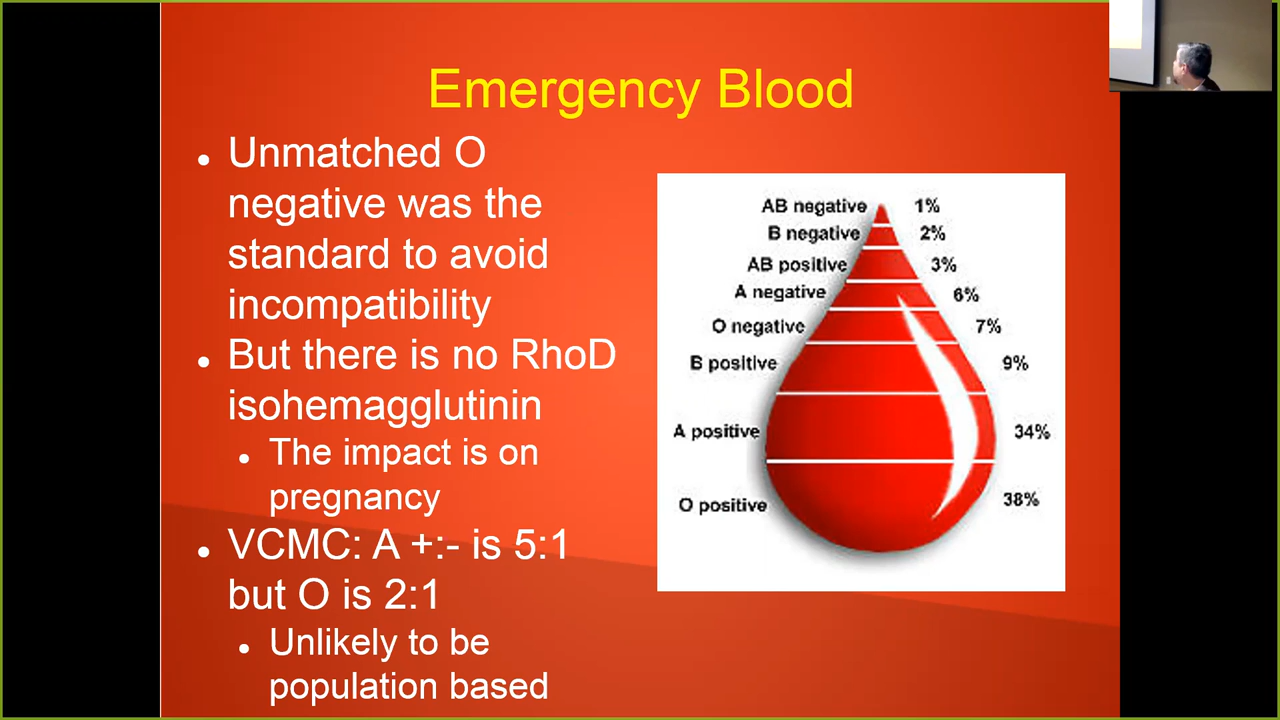 Emergency Blood
• Unmatched O
negative was the
standard to avoid
incompatibility
• But there is no RhoD
isohemagglutinin
• The impact is on
pregnancy
• VCMC: A +:- is 5:1
but O is 2:1
• Unlikely to be
population based
AB negative 1%
B negative 2%
AB positive 3%
A negative 6%
O negative 7%
B positive 9%
A positive 34%
O positive 38%